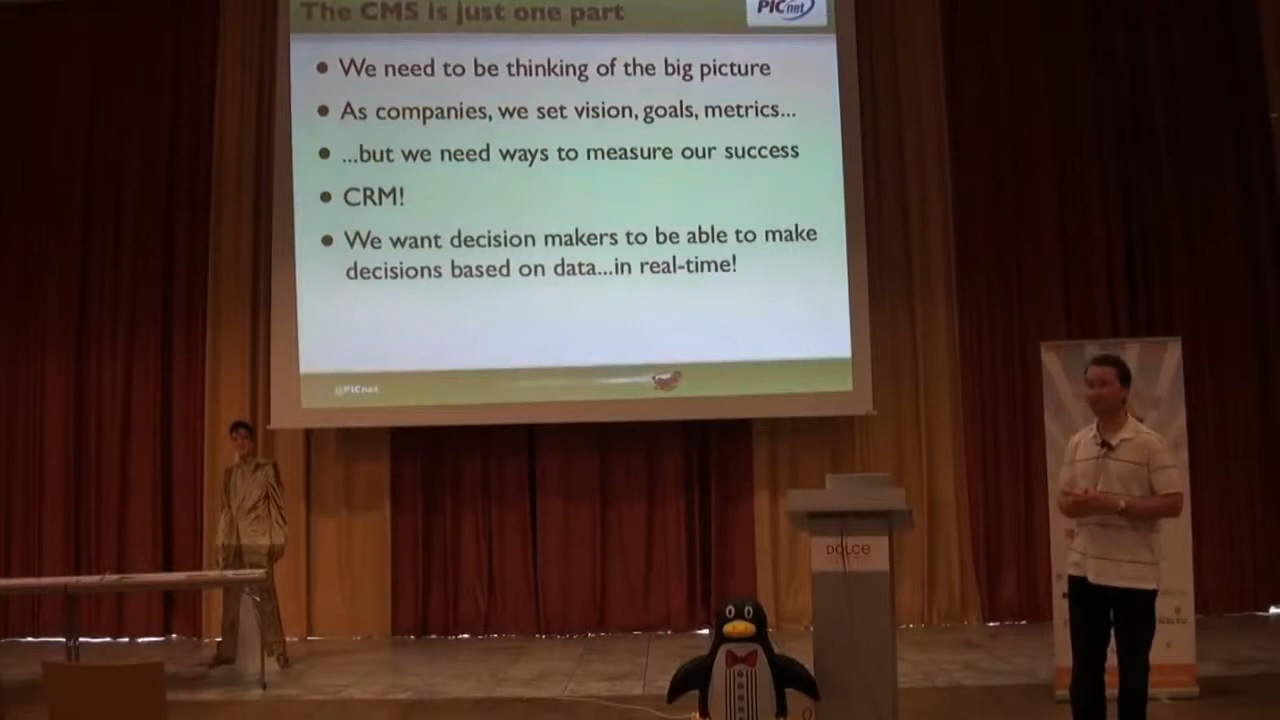 The CMS is just one part
PICnet
• We need to be thinking of the big picture
• As companies, we set vision, goals, metrics...
• ...but we need ways to measure our success
• CRM!
• We want decision makers to be able to make
decisions based on data...in real-time!
@PICnet
DOLCE